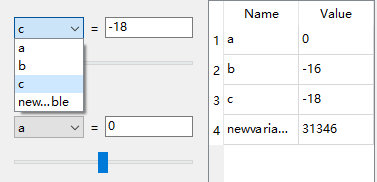 c = -18
a
b
c
new...ble
a = 0
Name Value
1 a 0
2 b -16
3 c -18
4 newvaria... 31346